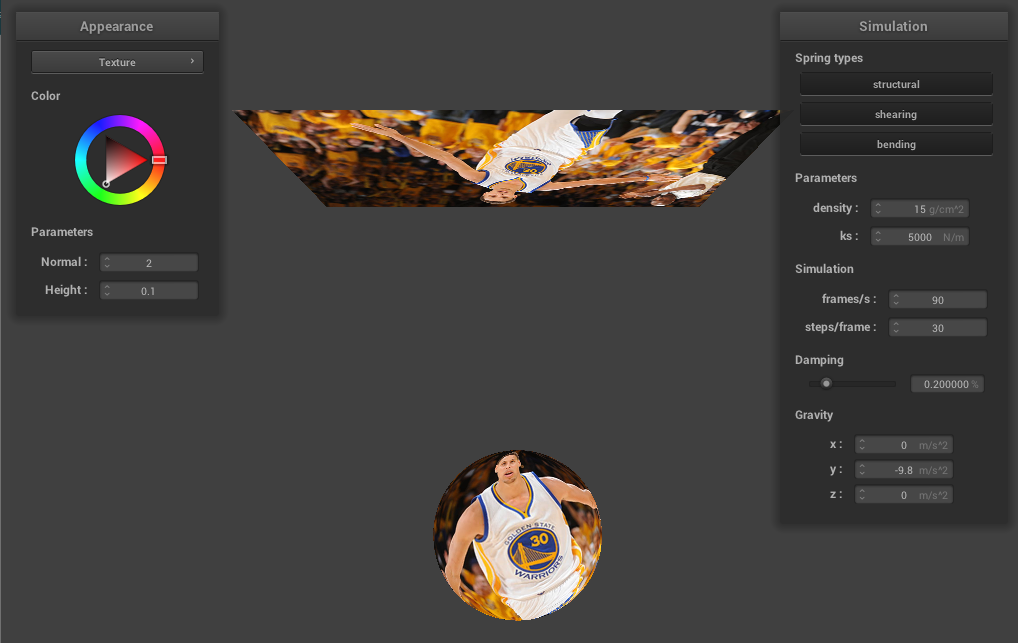 Appearance
Texture
Color
Parameters
Normal : 2
Height : 0.1
Simulation
Spring types
structural
shearing
bending
Parameters
density : 15 g/cm^2
ks : 5000 N/m
Simulation
frames/s : 90
steps/frame : 30
Damping
0.200000 %
Gravity
x : 0 m/s^2
y : -9.8 m/s^2
z : 0 m/s^2
GOLDEN STATE
30
WARRIORS